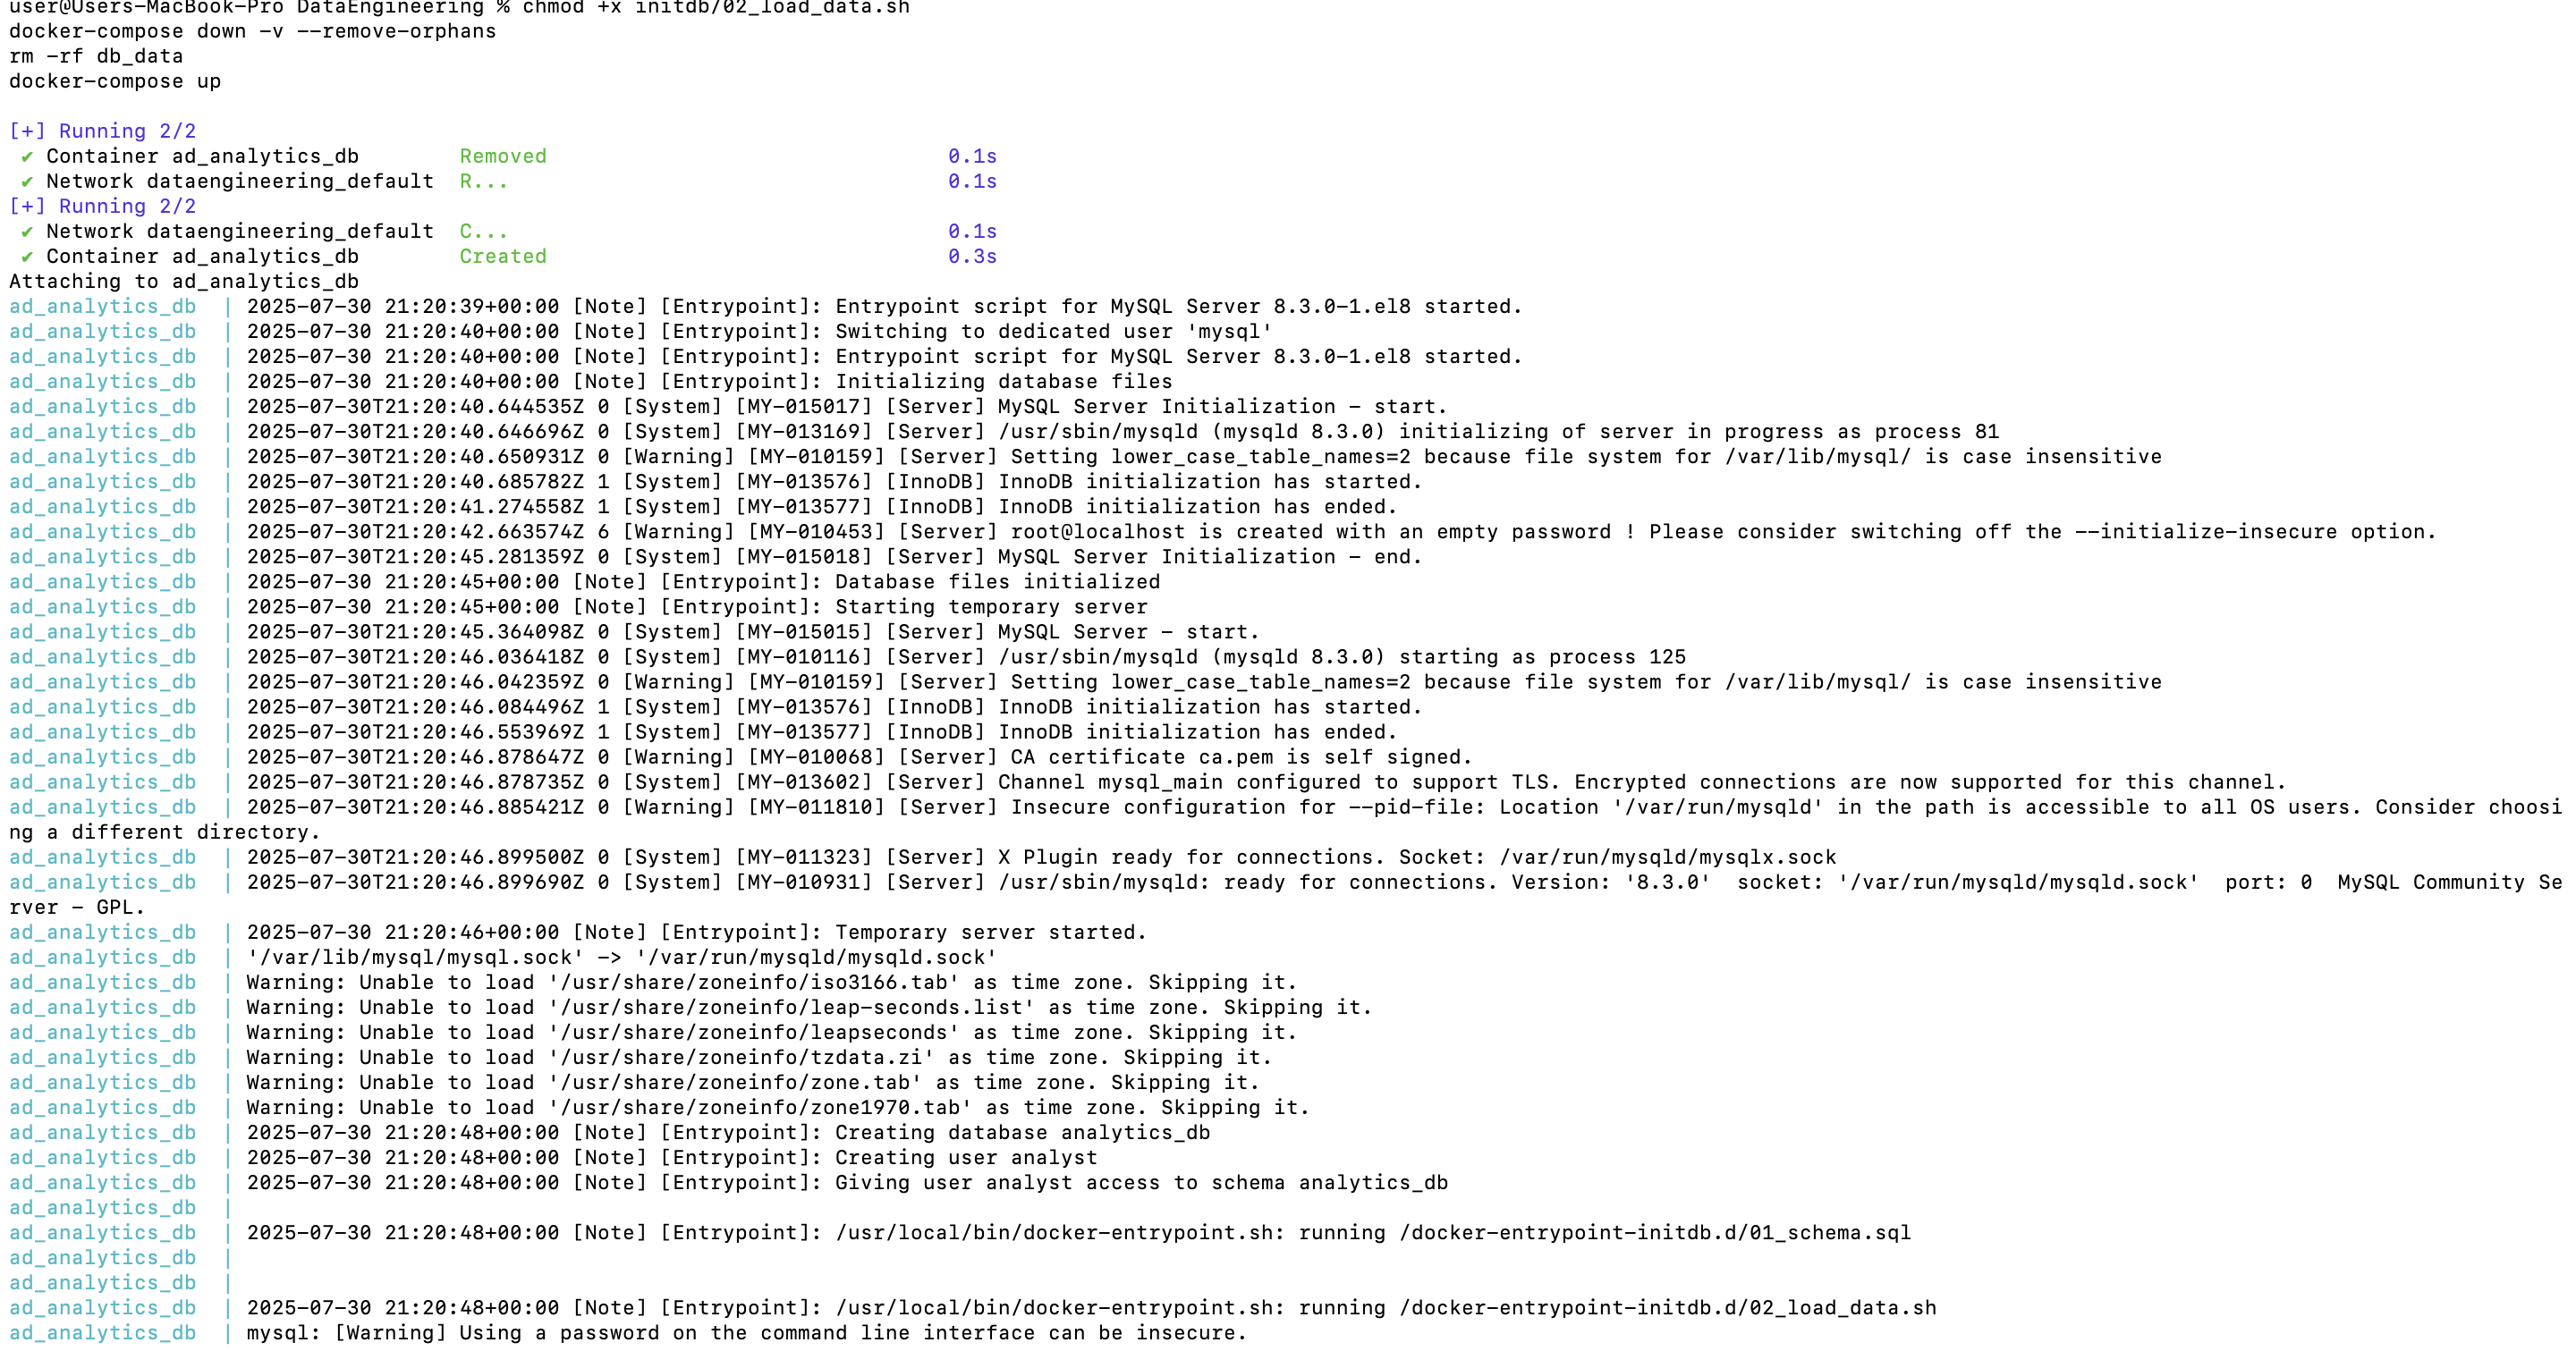 user@Users-MacBook-Pro DataEngineering % chmod +x initdb/02_load_data.sh
docker-compose down -v --remove-orphans
rm -rf db_data
docker-compose up
[+] Running 2/2
✔ Container ad_analytics_db Removed 0.1s
✔ Network dataengineering_default R... 0.1s
[+] Running 2/2
✔ Network dataengineering_default C... 0.1s
✔ Container ad_analytics_db Created 0.3s
Attaching to ad_analytics_db
ad_analytics_db | 2025-07-30 21:20:39+00:00 [Note] [Entrypoint]: Entrypoint script for MySQL Server 8.3.0-1.el8 started.
ad_analytics_db | 2025-07-30 21:20:40+00:00 [Note] [Entrypoint]: Switching to dedicated user 'mysql'
ad_analytics_db | 2025-07-30 21:20:40+00:00 [Note] [Entrypoint]: Entrypoint script for MySQL Server 8.3.0-1.el8 started.
ad_analytics_db | 2025-07-30 21:20:40+00:00 [Note] [Entrypoint]: Initializing database files
ad_analytics_db | 2025-07-30T21:20:40.644535Z 0 [System] [MY-015017] [Server] MySQL Server Initialization - start.
ad_analytics_db | 2025-07-30T21:20:40.646696Z 0 [System] [MY-013169] [Server] /usr/sbin/mysqld (mysqld 8.3.0) initializing of server in progress as process 81
ad_analytics_db | 2025-07-30T21:20:40.650931Z 0 [Warning] [MY-010159] [Server] Setting lower_case_table_names=2 because file system for /var/lib/mysql/ is case insensitive
ad_analytics_db | 2025-07-30T21:20:40.685782Z 1 [System] [MY-013576] [InnoDB] InnoDB initialization has started.
ad_analytics_db | 2025-07-30T21:20:41.274558Z 1 [System] [MY-013577] [InnoDB] InnoDB initialization has ended.
ad_analytics_db | 2025-07-30T21:20:42.663574Z 6 [Warning] [MY-010453] [Server] root@localhost is created with an empty password ! Please consider switching off the --initialize-insecure option.
ad_analytics_db | 2025-07-30T21:20:45.281359Z 0 [System] [MY-015018] [Server] MySQL Server Initialization - end.
ad_analytics_db | 2025-07-30 21:20:45+00:00 [Note] [Entrypoint]: Database files initialized
ad_analytics_db | 2025-07-30 21:20:45+00:00 [Note] [Entrypoint]: Starting temporary server
ad_analytics_db | 2025-07-30T21:20:45.364098Z 0 [System] [MY-015015] [Server] MySQL Server - start.
ad_analytics_db | 2025-07-30T21:20:46.036418Z 0 [System] [MY-010116] [Server] /usr/sbin/mysqld (mysqld 8.3.0) starting as process 125
ad_analytics_db | 2025-07-30T21:20:46.042359Z 0 [Warning] [MY-010159] [Server] Setting lower_case_table_names=2 because file system for /var/lib/mysql/ is case insensitive
ad_analytics_db | 2025-07-30T21:20:46.084496Z 1 [System] [MY-013576] [InnoDB] InnoDB initialization has started.
ad_analytics_db | 2025-07-30T21:20:46.553969Z 1 [System] [MY-013577] [InnoDB] InnoDB initialization has ended.
ad_analytics_db | 2025-07-30T21:20:46.878647Z 0 [Warning] [MY-010068] [Server] CA certificate ca.pem is self signed.
ad_analytics_db | 2025-07-30T21:20:46.878735Z 0 [System] [MY-013602] [Server] Channel mysql_main configured to support TLS. Encrypted connections are now supported for this channel.
ad_analytics_db | 2025-07-30T21:20:46.885421Z 0 [Warning] [MY-011810] [Server] Insecure configuration for --pid-file: Location '/var/run/mysqld' in the path is accessible to all OS users. Consider choosi
ng a different directory.
ad_analytics_db | 2025-07-30T21:20:46.899500Z 0 [System] [MY-011323] [Server] X Plugin ready for connections. Socket: /var/run/mysqld/mysqlx.sock
ad_analytics_db | 2025-07-30T21:20:46.899690Z 0 [System] [MY-010931] [Server] /usr/sbin/mysqld: ready for connections. Version: '8.3.0'  socket: '/var/run/mysqld/mysqld.sock'  port: 0  MySQL Community Se
rver - GPL.
ad_analytics_db | 2025-07-30 21:20:46+00:00 [Note] [Entrypoint]: Temporary server started.
ad_analytics_db | '/var/lib/mysql/mysql.sock' -> '/var/run/mysqld/mysqld.sock'
ad_analytics_db | Warning: Unable to load '/usr/share/zoneinfo/iso3166.tab' as time zone. Skipping it.
ad_analytics_db | Warning: Unable to load '/usr/share/zoneinfo/leap-seconds.list' as time zone. Skipping it.
ad_analytics_db | Warning: Unable to load '/usr/share/zoneinfo/leapseconds' as time zone. Skipping it.
ad_analytics_db | Warning: Unable to load '/usr/share/zoneinfo/tzdata.zi' as time zone. Skipping it.
ad_analytics_db | Warning: Unable to load '/usr/share/zoneinfo/zone.tab' as time zone. Skipping it.
ad_analytics_db | Warning: Unable to load '/usr/share/zoneinfo/zone1970.tab' as time zone. Skipping it.
ad_analytics_db | 2025-07-30 21:20:48+00:00 [Note] [Entrypoint]: Creating database analytics_db
ad_analytics_db | 2025-07-30 21:20:48+00:00 [Note] [Entrypoint]: Creating user analyst
ad_analytics_db | 2025-07-30 21:20:48+00:00 [Note] [Entrypoint]: Giving user analyst access to schema analytics_db
ad_analytics_db |
ad_analytics_db | 2025-07-30 21:20:48+00:00 [Note] [Entrypoint]: /usr/local/bin/docker-entrypoint.sh: running /docker-entrypoint-initdb.d/01_schema.sql
ad_analytics_db |
ad_analytics_db |
ad_analytics_db | 2025-07-30 21:20:48+00:00 [Note] [Entrypoint]: /usr/local/bin/docker-entrypoint.sh: running /docker-entrypoint-initdb.d/02_load_data.sh
ad_analytics_db | mysql: [Warning] Using a password on the command line interface can be insecure.